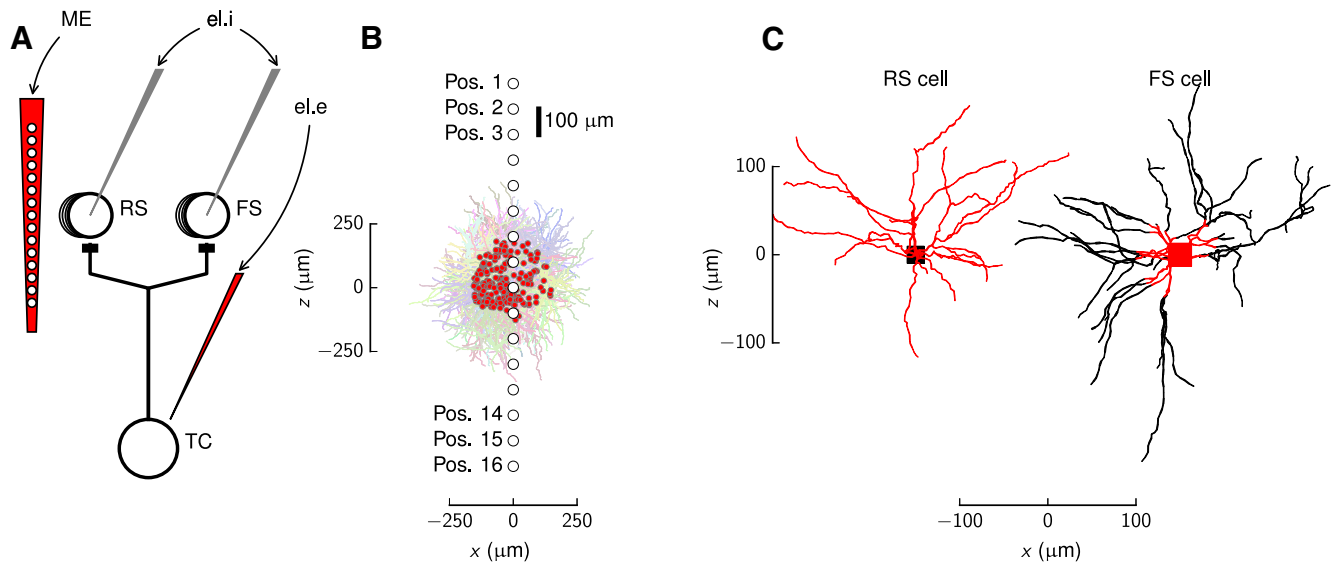 A
ME
el.i
el.e
RS
FS
TC
B
Pos. 1
Pos. 2
Pos. 3
100 μm
250
0
−250
z (μm)
Pos. 14
Pos. 15
Pos. 16
−250
0
250
x (μm)
C
RS cell
FS cell
100
0
−100
z (μm)
−100
0
100
x (μm)